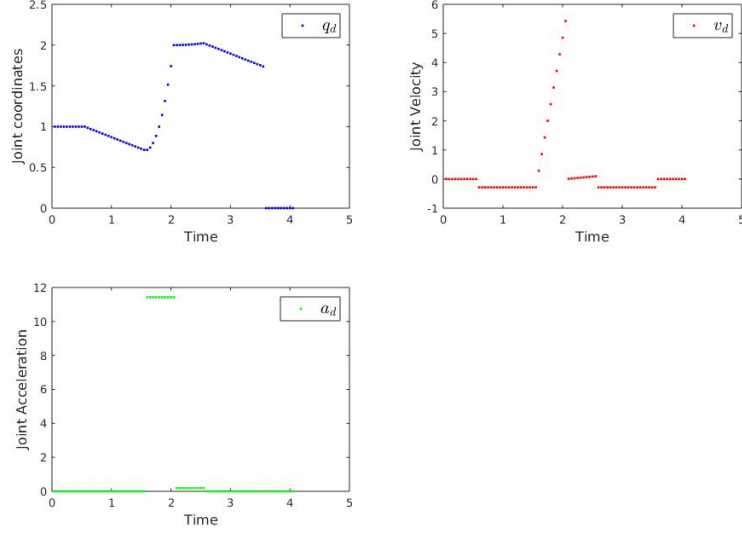 2.5
2
1.5
1
0.5
0
Joint coordinates
q_d
0 1 2 3 4 5
Time
6
5
4
3
2
1
0
-1
Joint Velocity
v_d
0 1 2 3 4 5
Time
12
10
8
6
4
2
0
Joint Acceleration
a_d
0 1 2 3 4 5
Time